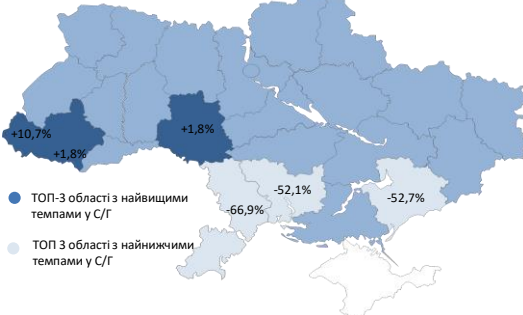 +10,7%
+1,8%
+1,8%
-52,1%
-52,7%
-66,9%
ТОП-3 області з найвищими
темпами у С/Г
ТОП 3 області з найнижчими
темпами у С/Г